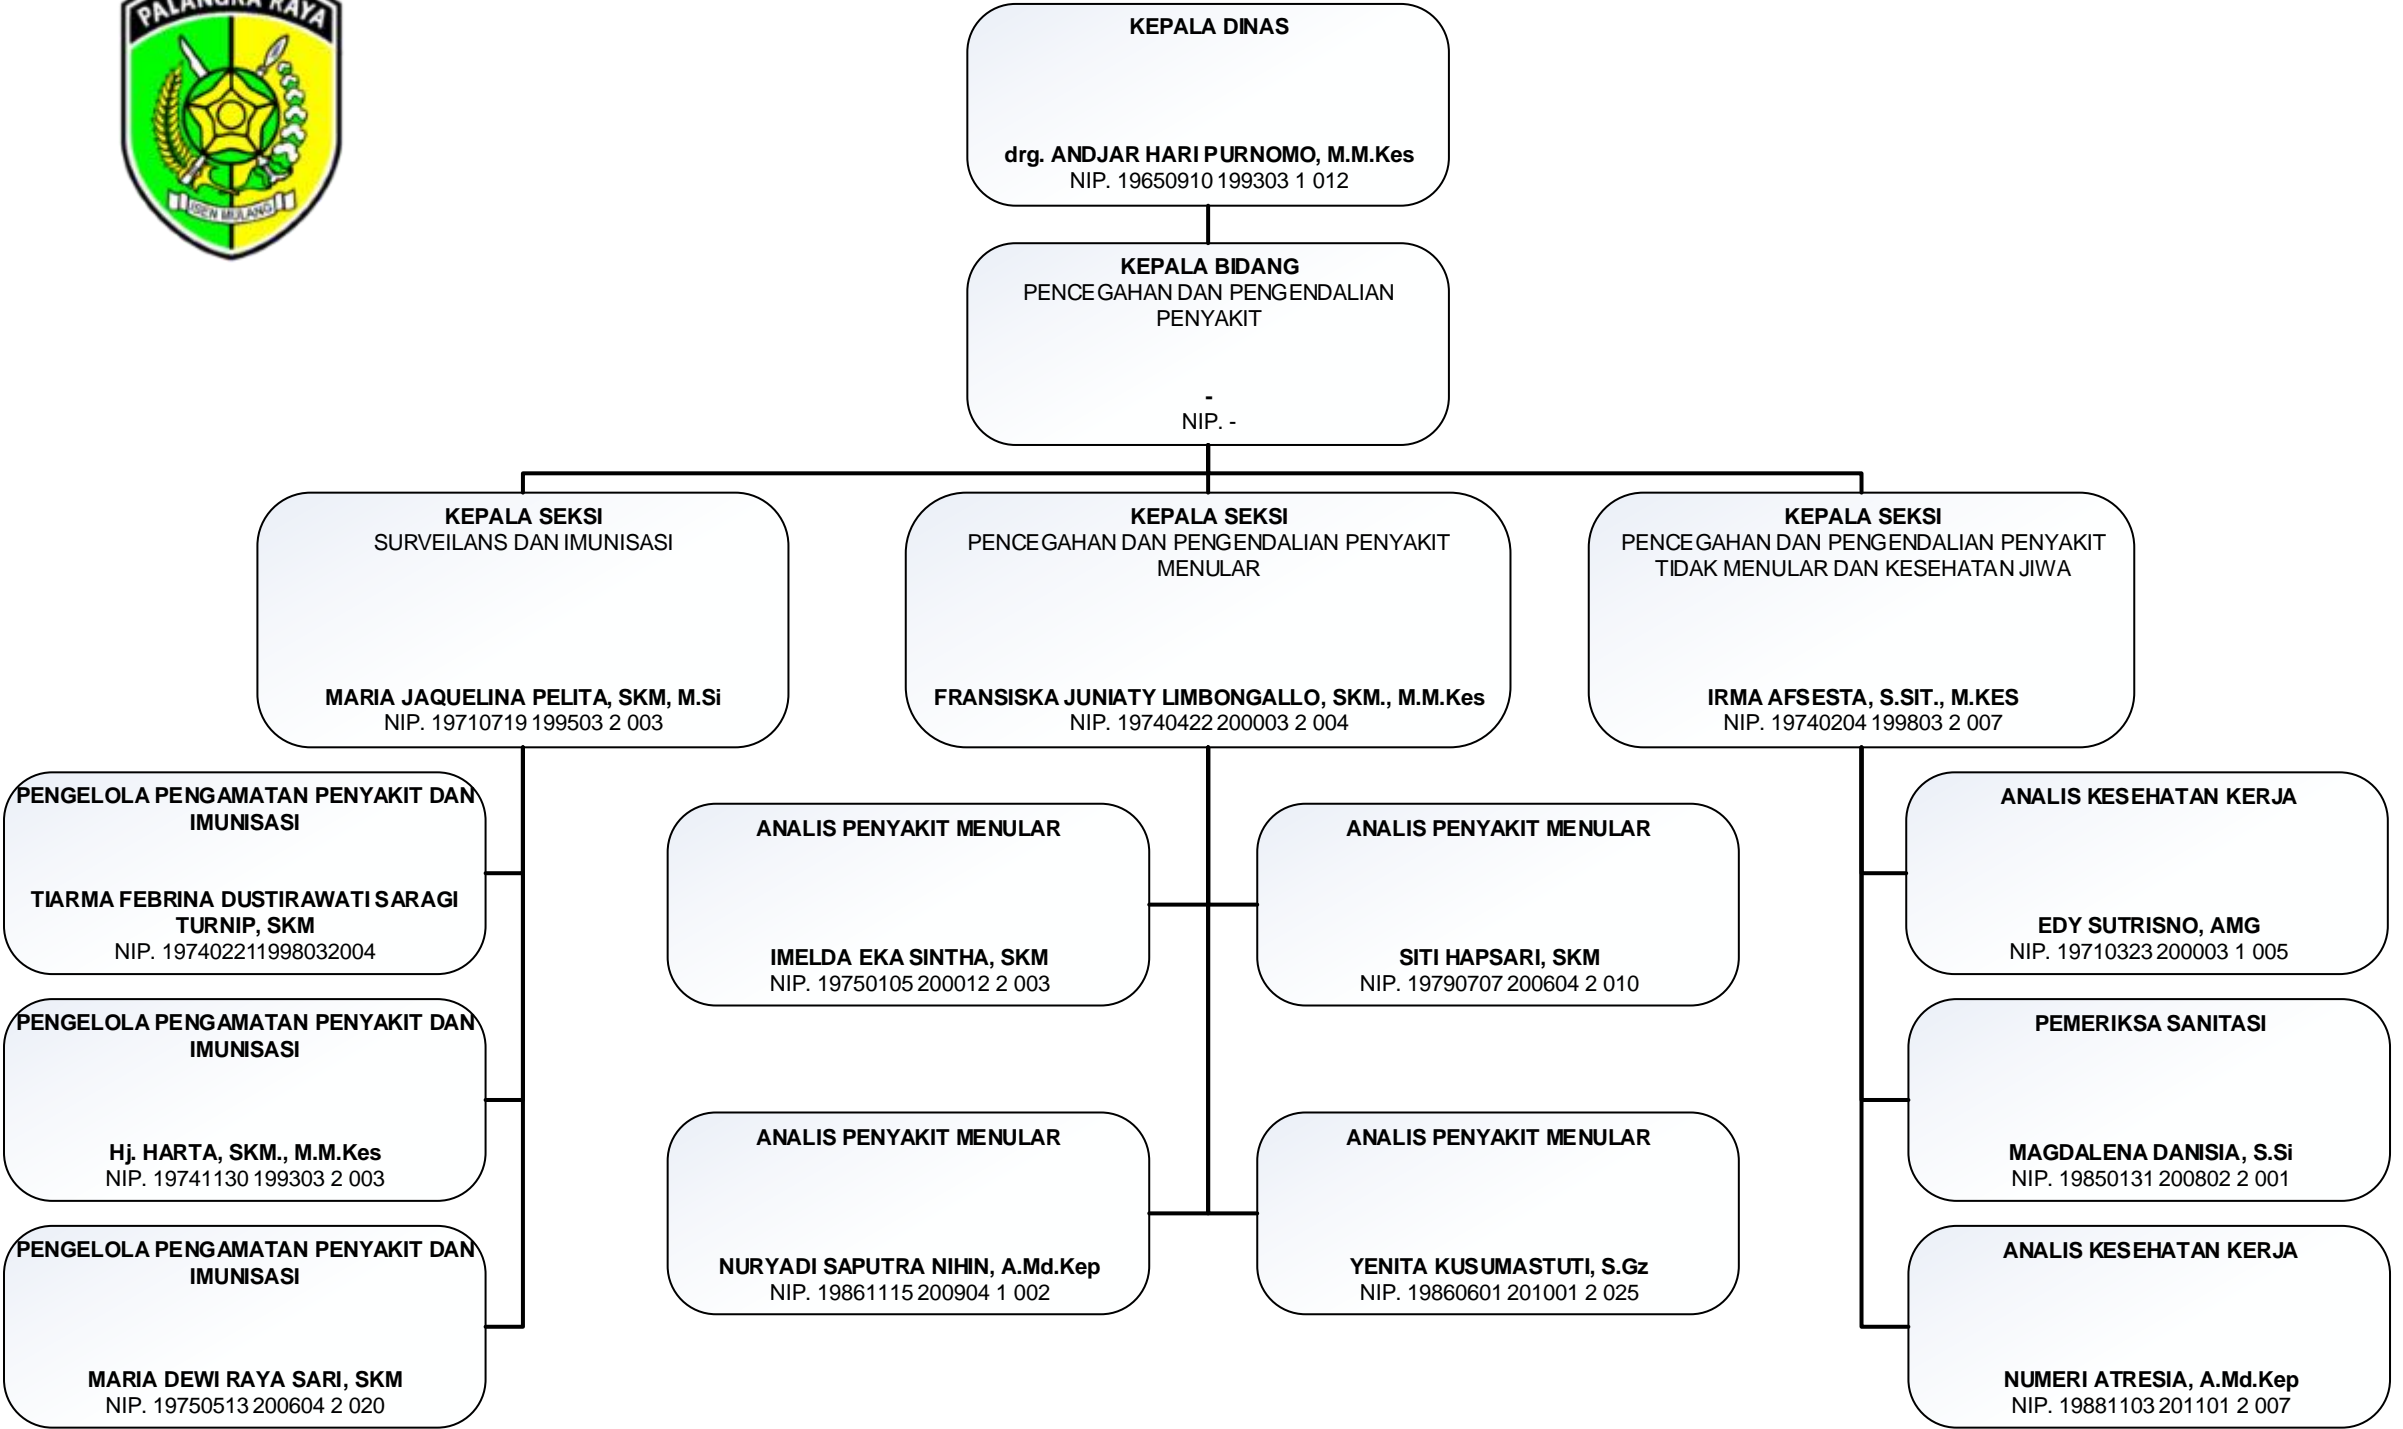 PALANGKA RAYA
ISEN MULANG
KEPALA DINAS
drg. ANDJAR HARI PURNOMO, M.M.Kes
NIP. 19650910 199303 1 012
KEPALA BIDANG
PENCEGAHAN DAN PENGENDALIAN
PENYAKIT
-
NIP. -
KEPALA SEKSI
SURVEILANS DAN IMUNISASI
MARIA JAQUELINA PELITA, SKM, M.Si
NIP. 19710719 199503 2 003
KEPALA SEKSI
PENCEGAHAN DAN PENGENDALIAN PENYAKIT
MENULAR
FRANSISKA JUNIATY LIMBONGALLO, SKM., M.M.Kes
NIP. 19740422 200003 2 004
KEPALA SEKSI
PENCEGAHAN DAN PENGENDALIAN PENYAKIT
TIDAK MENULAR DAN KESEHATAN JIWA
IRMA AFSESTA, S.SIT., M.KES
NIP. 19740204 199803 2 007
PENGELOLA PENGAMATAN PENYAKIT DAN
IMUNISASI
TIARMA FEBRINA DUSTIRAWATI SARAGI
TURNIP, SKM
NIP. 197402211998032004
PENGELOLA PENGAMATAN PENYAKIT DAN
IMUNISASI
Hj. HARTA, SKM., M.M.Kes
NIP. 19741130 199303 2 003
PENGELOLA PENGAMATAN PENYAKIT DAN
IMUNISASI
MARIA DEWI RAYA SARI, SKM
NIP. 19750513 200604 2 020
ANALIS PENYAKIT MENULAR
IMELDA EKA SINTHA, SKM
NIP. 19750105 200012 2 003
ANALIS PENYAKIT MENULAR
SITI HAPSARI, SKM
NIP. 19790707 200604 2 010
ANALIS PENYAKIT MENULAR
NURYADI SAPUTRA NIHIN, A.Md.Kep
NIP. 19861115 200904 1 002
ANALIS PENYAKIT MENULAR
YENITA KUSUMASTUTI, S.Gz
NIP. 19860601 201001 2 025
ANALIS KESEHATAN KERJA
EDY SUTRISNO, AMG
NIP. 19710323 200003 1 005
PEMERIKSA SANITASI
MAGDALENA DANISIA, S.Si
NIP. 19850131 200802 2 001
ANALIS KESEHATAN KERJA
NUMERI ATRESIA, A.Md.Kep
NIP. 19881103 201101 2 007